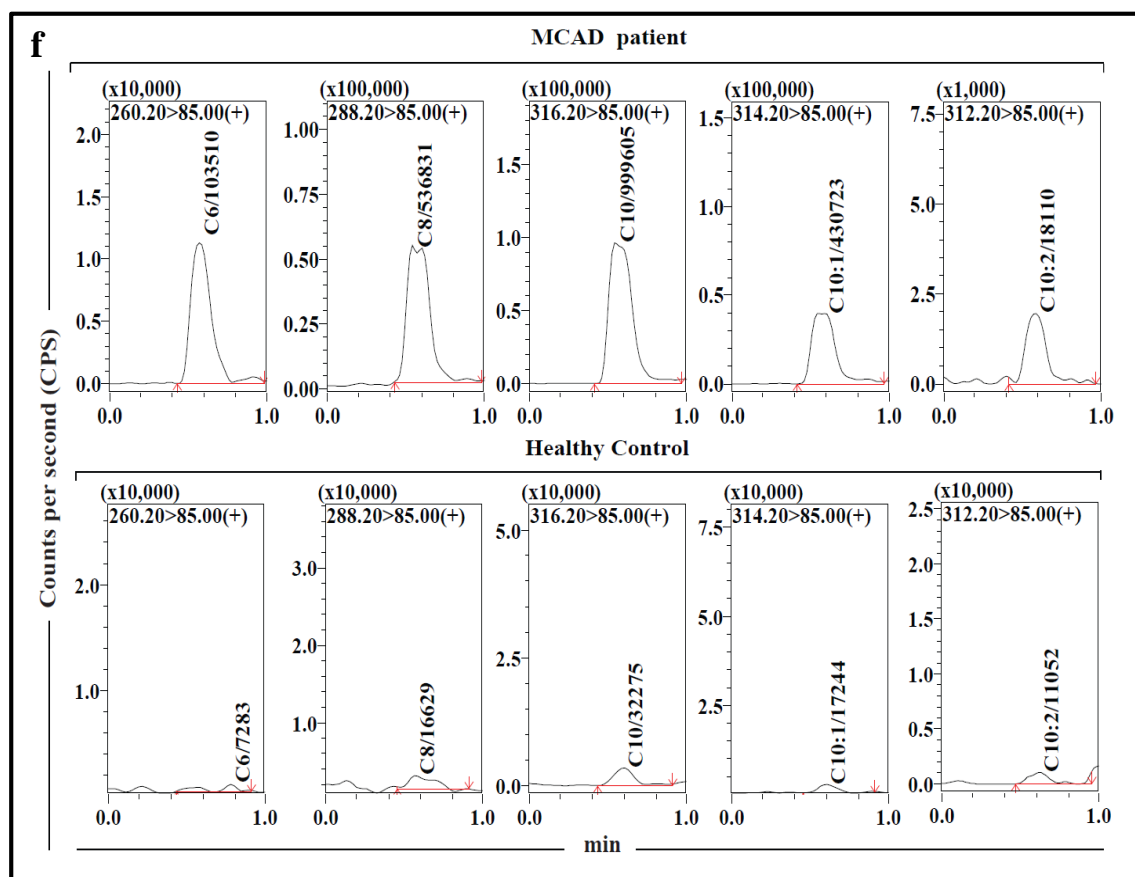 f
MCAD patient
Counts per second (CPS)
(x10,000)
260.20>85.00(+)
2.0
1.5
1.0
0.5
0.0
C6/103510
0.0 1.0
(x100,000)
288.20>85.00(+)
1.00
0.75
0.50
0.25
0.00
C8/536831
0.0 1.0
(x100,000)
316.20>85.00(+)
1.5
1.0
0.5
0.0
C10/999605
0.0 1.0
(x100,000)
314.20>85.00(+)
1.5
1.0
0.5
0.0
C10:1/430723
0.0 1.0
(x1,000)
312.20>85.00(+)
7.5
5.0
2.5
0.0
C10:2/18110
0.0 1.0
Healthy Control
(x10,000)
260.20>85.00(+)
2.0
1.0
C6/7283
0.0 1.0
(x10,000)
288.20>85.00(+)
3.0
2.0
1.0
C8/16629
0.0 1.0
(x10,000)
316.20>85.00(+)
5.0
2.5
0.0
C10/32275
0.0 1.0
(x10,000)
314.20>85.00(+)
7.5
5.0
2.5
C10:1/17244
0.0 1.0
(x10,000)
312.20>85.00(+)
2.5
2.0
1.5
1.0
0.5
0.0
C10:2/11052
0.0 1.0
min